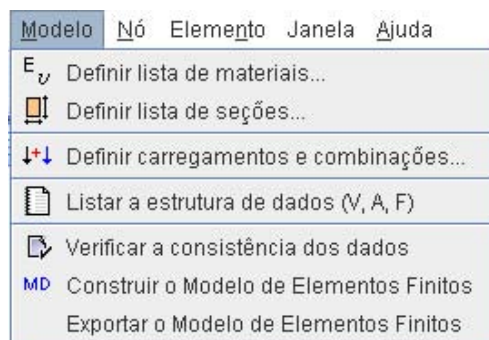 Modelo Nó Elemento Janela Ajuda
Eν Definir lista de materiais...
Definir lista de seções...
Definir carregamentos e combinações...
Listar a estrutura de dados (V, A, F)
Verificar a consistência dos dados
MD Construir o Modelo de Elementos Finitos
Exportar o Modelo de Elementos Finitos